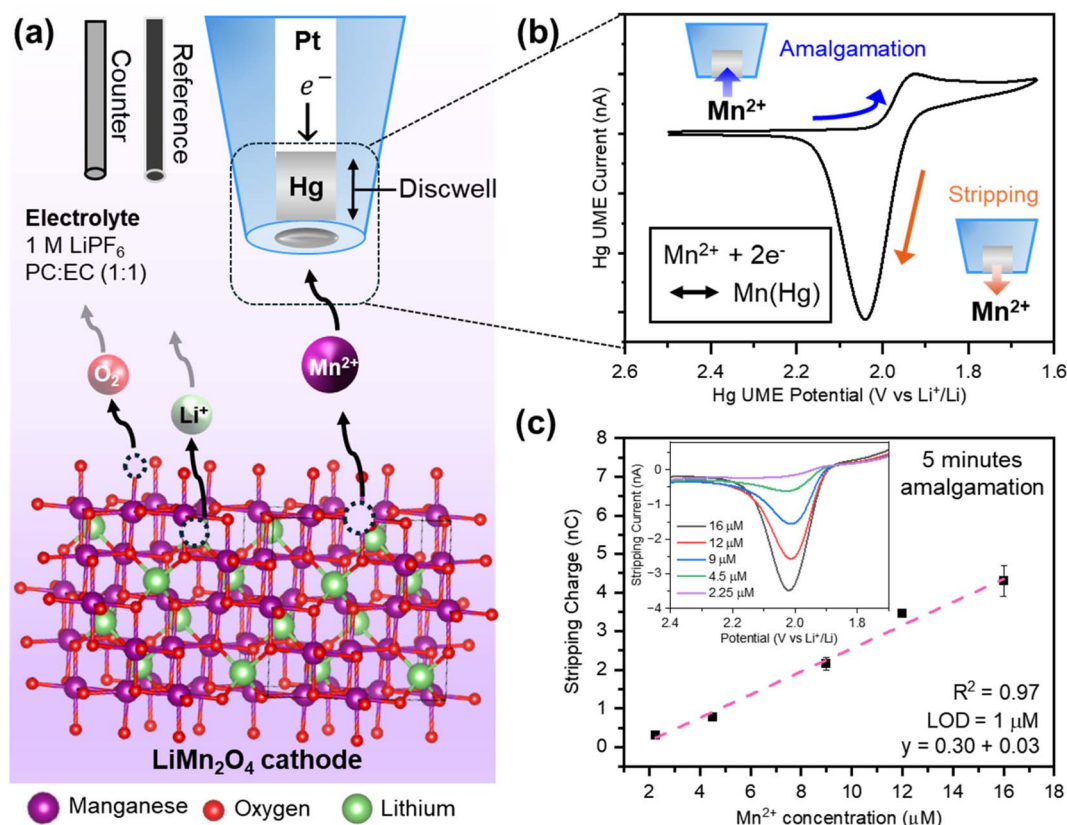 (a)
Counter
Reference
Pt
e⁻
Hg
Discwell
Electrolyte
1 M LiPF₆
PC:EC (1:1)
O₂
Li⁺
Mn²⁺
LiMn₂O₄ cathode
Manganese
Oxygen
Lithium
(b)
Hg UME Current (nA)
Amalgamation
Mn²⁺
Stripping
Mn²⁺
Mn²⁺ + 2e⁻
Mn(Hg)
2.6 2.4 2.2 2.0 1.8 1.6
Hg UME Potential (V vs Li⁺/Li)
(c)
Stripping Charge (nC)
8
7
6
5
4
3
2
1
0
5 minutes
amalgamation
Stripping Current (nA)
1
0
−1
−2
−3
−4
16 µM
12 µM
9 µM
4.5 µM
2.25 µM
2.4 2.2 2.0 1.8
Potential (V vs Li⁺/Li)
R² = 0.97
LOD = 1 µM
y = 0.30 + 0.03
2 4 6 8 10 12 14 16 18
Mn²⁺ concentration (µM)